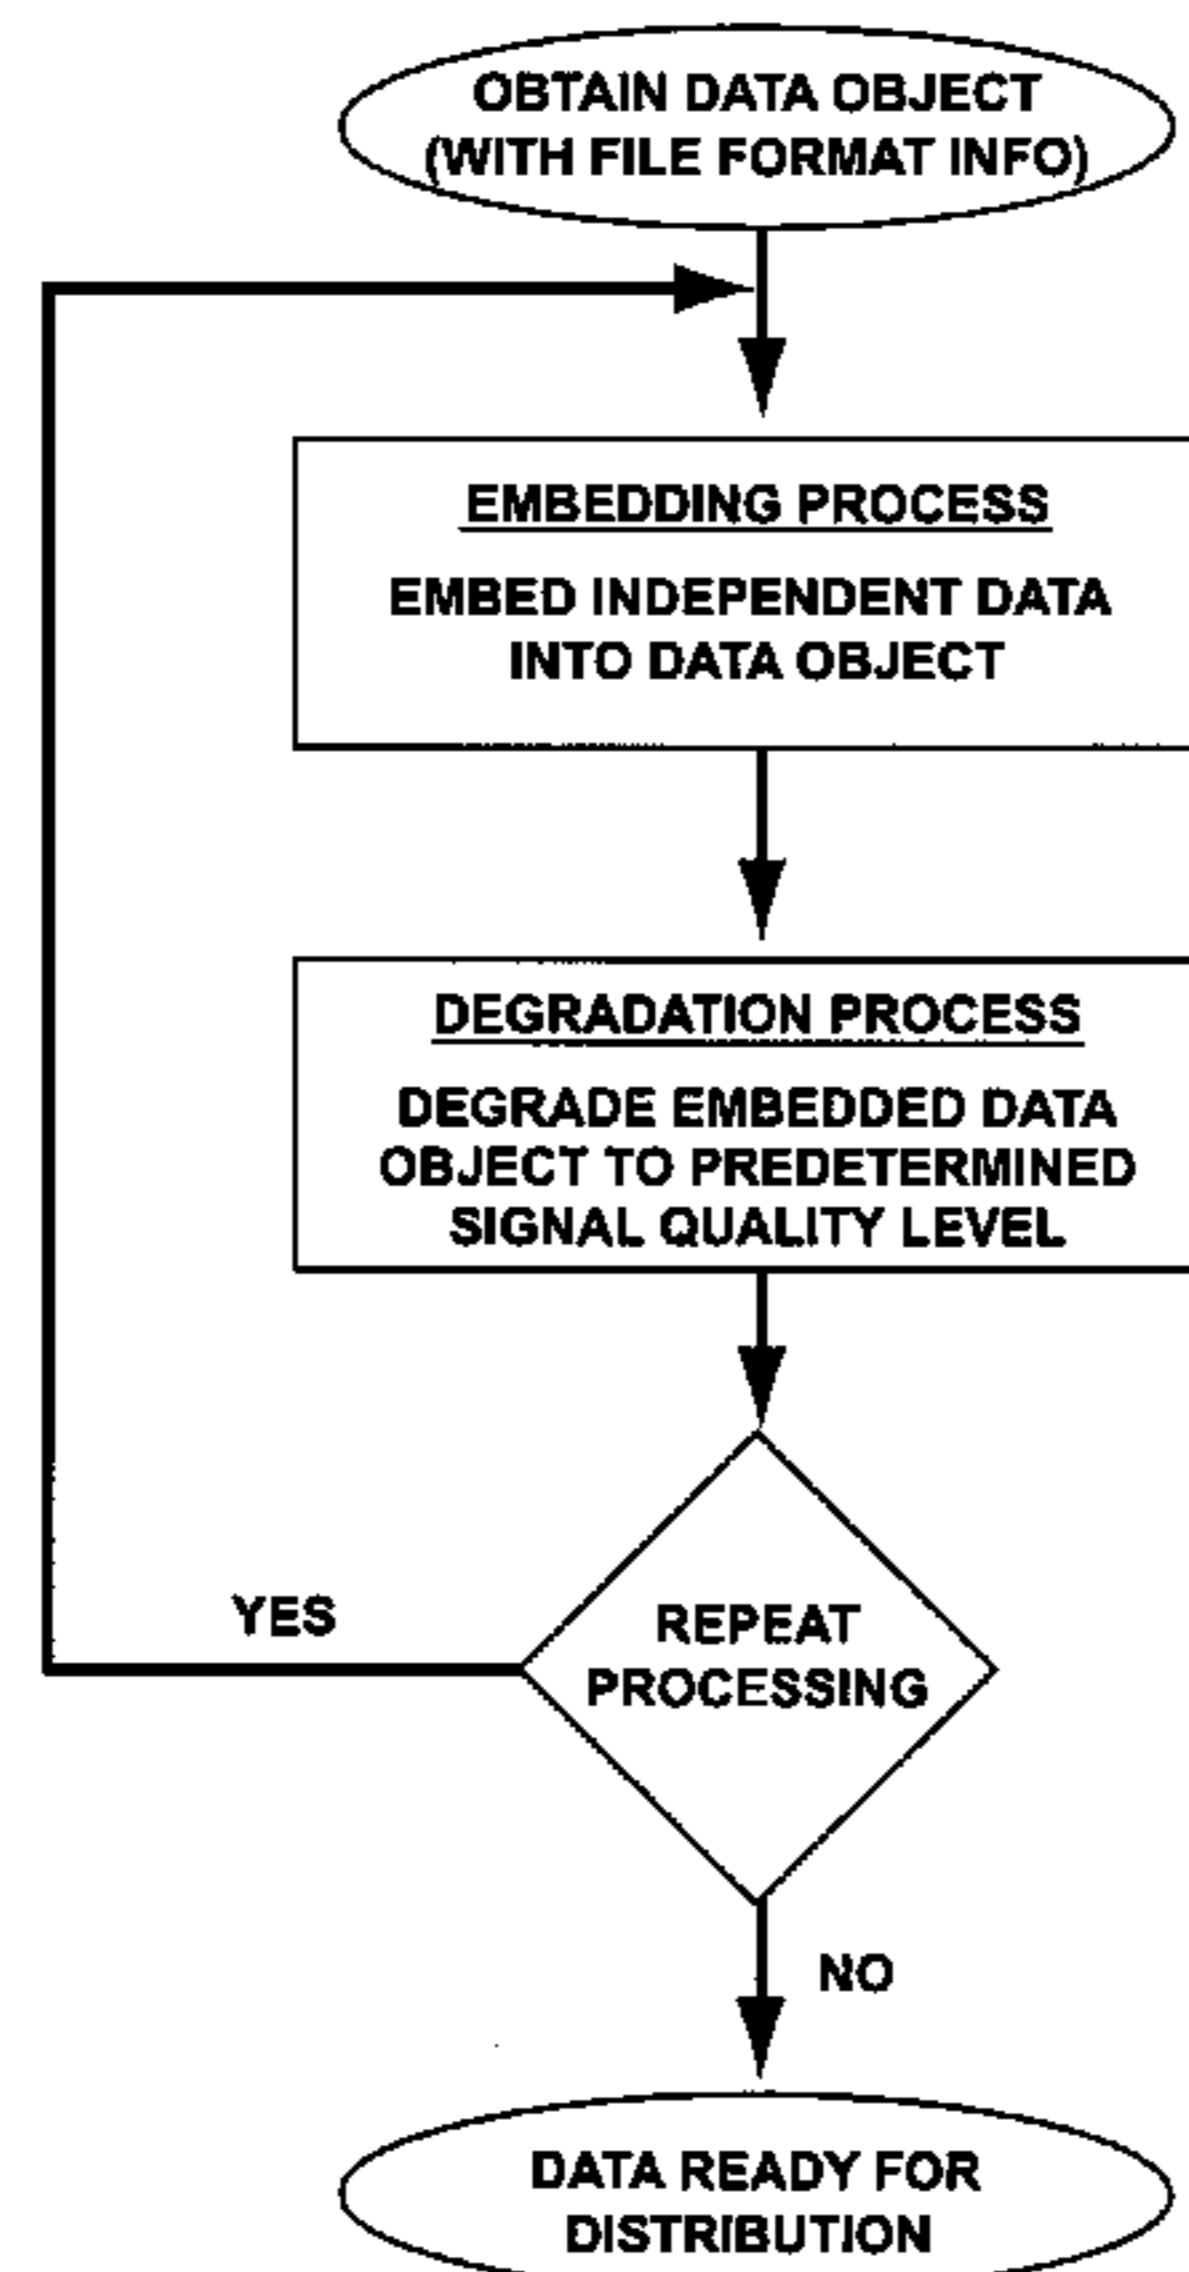 OBTAIN DATA OBJECT
(WITH FILE FORMAT INFO)
EMBEDDING PROCESS
EMBED INDEPENDENT DATA
INTO DATA OBJECT
DEGRADATION PROCESS
DEGRADE EMBEDDED DATA
OBJECT TO PREDETERMINED
SIGNAL QUALITY LEVEL
YES
REPEAT
PROCESSING
NO
DATA READY FOR
DISTRIBUTION